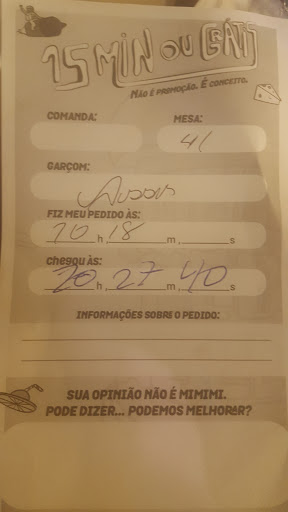 15 MIN OU GRÁTIS
NÃO É PROMOÇÃO. É CONCEITO.
COMANDA: MESA:
41
GARÇOM:
FIZ MEU PEDIDO ÀS:
20 h, 18 m, s
chegou às:
20 h, 27 m, 40 s
INFORMAÇÕES SOBRE O PEDIDO:
SUA OPINIÃO NÃO É MIMIMI.
PODE DIZER... PODEMOS MELHORAR?